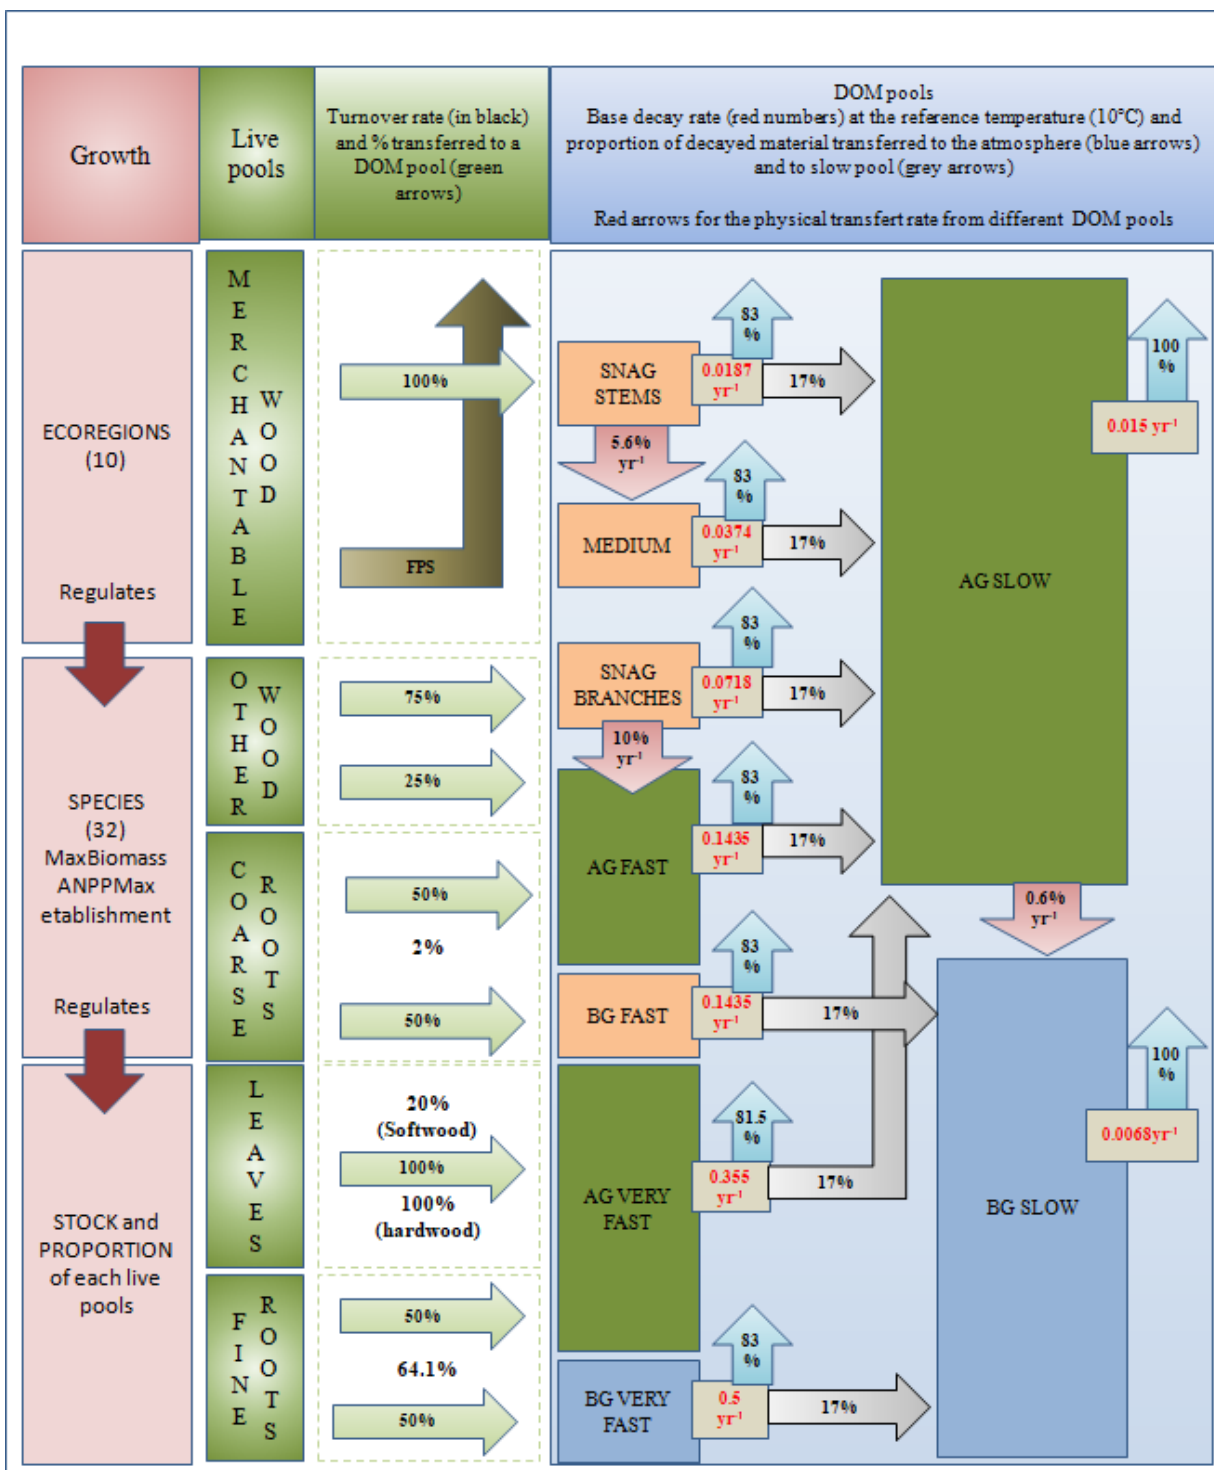 Growth
Live
pools
Turnover rate (in black)
and % transferred to a
DOM pool (green
arrows)
DOM pools
Base decay rate (red numbers) at the reference temperature (10°C) and
proportion of decayed material transferred to the atmosphere (blue arrows)
and to slow pool (grey arrows)
Red arrows for the physical transfert rate from different DOM pools
ECOREGIONS
(10)
Regulates
SPECIES
(32)
MaxBiomass
ANPPMax
etablishment
Regulates
STOCK and
PROPORTION
of each live
pools
MERCHANTABLE
WOOD
OTHER
WOOD
COARSE
ROOTS
LEAVES
FINE
ROOTS
100%
FPS
75%
25%
50%
2%
50%
20%
(Softwood)
100%
100%
(hardwood)
50%
64.1%
50%
SNAG
STEMS
83
%
0.0187
yr-1
17%
5.6%
yr-1
MEDIUM
83
%
0.0374
yr-1
17%
SNAG
BRANCHES
83
%
0.0718
yr-1
17%
10%
yr-1
AG FAST
83
%
0.1435
yr-1
17%
BG FAST
83
%
0.1435
yr-1
17%
AG VERY
FAST
81.5
%
0.355
yr-1
17%
BG VERY
FAST
83
%
0.5
yr-1
17%
AG SLOW
100
%
0.015 yr-1
0.6%
yr-1
BG SLOW
100
%
0.0068yr-1